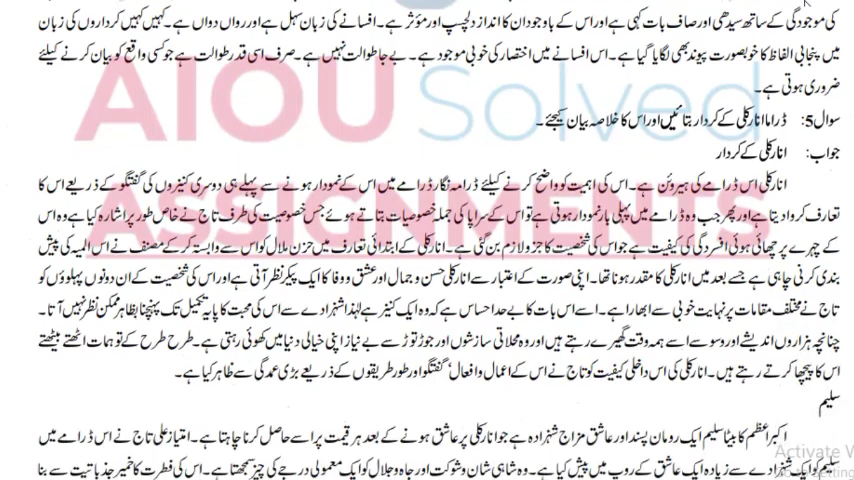 کی موجودگی کے ساتھ سیدھی اور صاف بات کہی ہے اور اس کے باوجود ان کا انداز دلچسپ اور مؤثر ہے۔ افسانے کی زبان سہل ہے اور رواں دواں ہے۔ کہیں کہیں کرداروں کی زبان
میں پنجابی الفاظ کا خوبصورت پیوند بھی لگایا گیا ہے۔ اس افسانے میں اختصار کی خوبی موجود ہے۔ بے جا طوالت نہیں ہے۔ صرف اسی قدر طوالت ہے جو کسی واقع کو بیان کرنے کیلئے
ضروری ہوتی ہے۔
AIOU Solved
سوال 5: ڈراما انارکلی کے کردار بتائیں اور اس کا خلاصہ بیان کیجئے۔
جواب: انارکلی کے کردار
انارکلی اس ڈرامے کی ہیروئن ہے۔ اس کی اہمیت کو واضح کرنے کیلئے ڈرامہ نگار ڈرامے میں اس کے نمودار ہونے سے پہلے ہی دوسری کنیزوں کی گفتگو کے ذریعے اس کا
ASSIGNMENTS
تعارف کروا دیتا ہے اور پھر جب وہ ڈرامے میں پہلی بار نمودار ہوتی ہے تو اس کے سراپا کی جملہ خصوصیات بتاتے ہوئے جس خصوصیت کی طرف تاج نے خاص طور پر اشارہ کیا ہے وہ اس
کے چہرے پر چھائی ہوئی افسردگی کی کیفیت ہے جو اس کی شخصیت کا جزو لازم بن گئی ہے۔ انارکلی کے ابتدائی تعارف میں حزن و ملال کو اس سے وابستہ کر کے مصنف نے اس المیہ کی پیش
بندی کرنی چاہی ہے جسے بعد میں انارکلی کا مقدر ہونا تھا۔ اپنی صورت کے اعتبار سے انارکلی حسن و جمال اور عشق و وفا کا ایک پیکر نظر آتی ہے اور اس کی شخصیت کے ان دونوں پہلوؤں کو
تاج نے مختلف مقامات پر نہایت خوبی سے ابھارا ہے۔ اسے اس بات کا بے حد احساس ہے کہ وہ ایک کنیز ہے لہٰذا شہزادے سے اس کی محبت کا پایہ تکمیل تک پہنچنا بظاہر ممکن نظر نہیں آتا۔
چنانچہ ہزاروں اندیشے اور وسوسے اسے ہمہ وقت گھیرے رہتے ہیں اور وہ محلاتی سازشوں اور جوڑ توڑ سے بے نیاز اپنی خیالی دنیا میں کھوئی رہتی ہے۔ طرح طرح کے توہمات اٹھتے بیٹھتے
اس کا پیچھا کرتے رہتے ہیں۔ انارکلی کی اس داخلی کیفیت کو تاج نے اس کے اعمال و افعال، گفتگو اور طور طریقوں کے ذریعے بڑی عمدگی سے ظاہر کیا ہے۔
سلیم
اکبر اعظم کا بیٹا سلیم ایک رومان پسند اور عاشق مزاج شہزادہ ہے جو انارکلی پر عاشق ہونے کے بعد ہر قیمت پر اسے حاصل کرنا چاہتا ہے۔ امتیاز علی تاج نے اس ڈرامے میں
Activate W
سلیم کو ایک شہزادے سے زیادہ ایک عاشق کے روپ میں پیش کیا ہے۔ وہ شاہی شان و شوکت اور جاہ و جلال کو ایک معمولی درجے کی چیز سمجھتا ہے۔ اس کی فطرت کا خمیر جذباتیت سے بنا